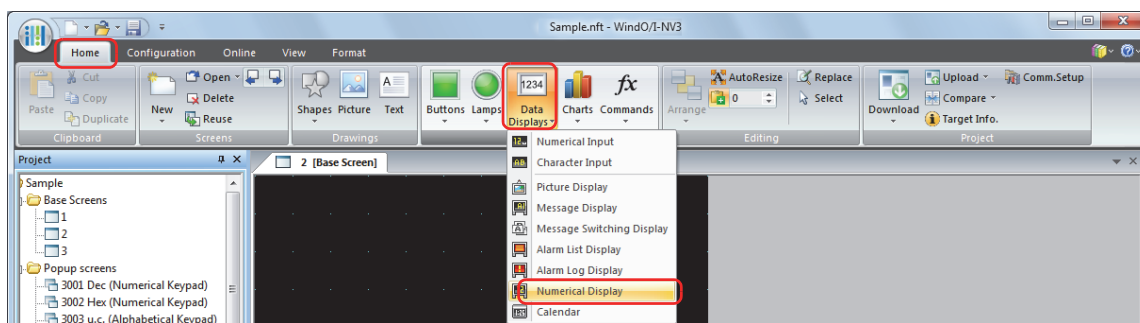 Sample.nft - WindO/I-NV3
Home Configuration Online View Format
Paste
Cut
Copy
Duplicate
Clipboard
New
Open
Delete
Reuse
Screens
Shapes Picture Text
Drawings
Buttons Lamps
1234
Data Displays
Charts
fx
Commands
Arrange
AutoResize
0
Replace
Select
Editing
Download
Upload
Compare
Target Info.
Comm.Setup
Project
Project
2 [Base Screen]
Sample
Base Screens
1
2
3
Popup screens
3001 Dec (Numerical Keypad)
3002 Hex (Numerical Keypad)
3003 u.c. (Alphabetical Keypad)
Numerical Input
Character Input
Picture Display
Message Display
Message Switching Display
Alarm List Display
Alarm Log Display
Numerical Display
Calendar